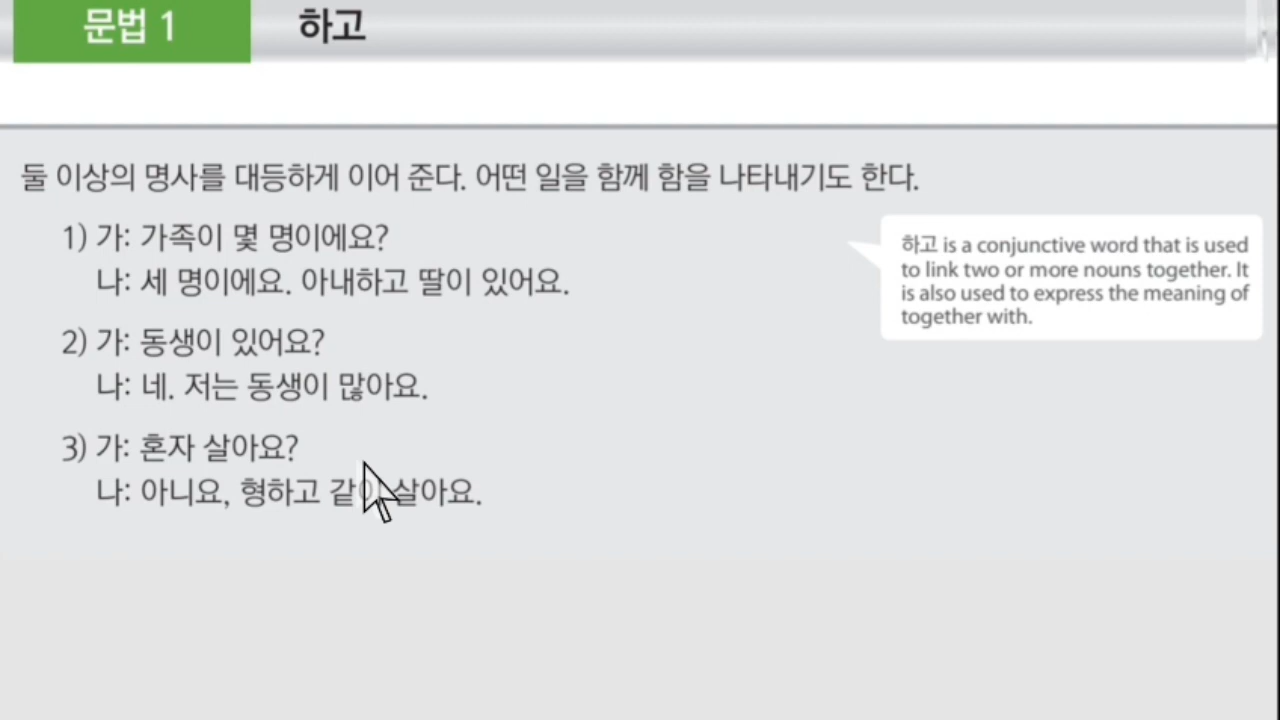 문법 1
하고
둘 이상의 명사를 대등하게 이어 준다. 어떤 일을 함께 함을 나타내기도 한다.
1) 가: 가족이 몇 명이에요?
나: 세 명이에요. 아내하고 딸이 있어요.
2) 가: 동생이 있어요?
나: 네. 저는 동생이 많아요.
3) 가: 혼자 살아요?
나: 아니요, 형하고 같이 살아요.
하고 is a conjunctive word that is used
to link two or more nouns together. It
is also used to express the meaning of
together with.